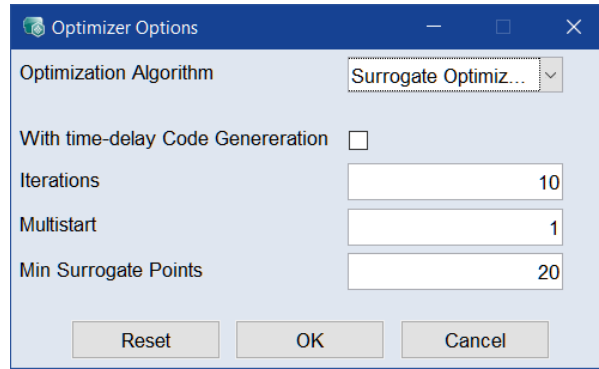 Optimizer Options
Optimization Algorithm Surrogate Optimiz...
With time-delay Code Genereration
Iterations 10
Multistart 1
Min Surrogate Points 20
Reset OK Cancel